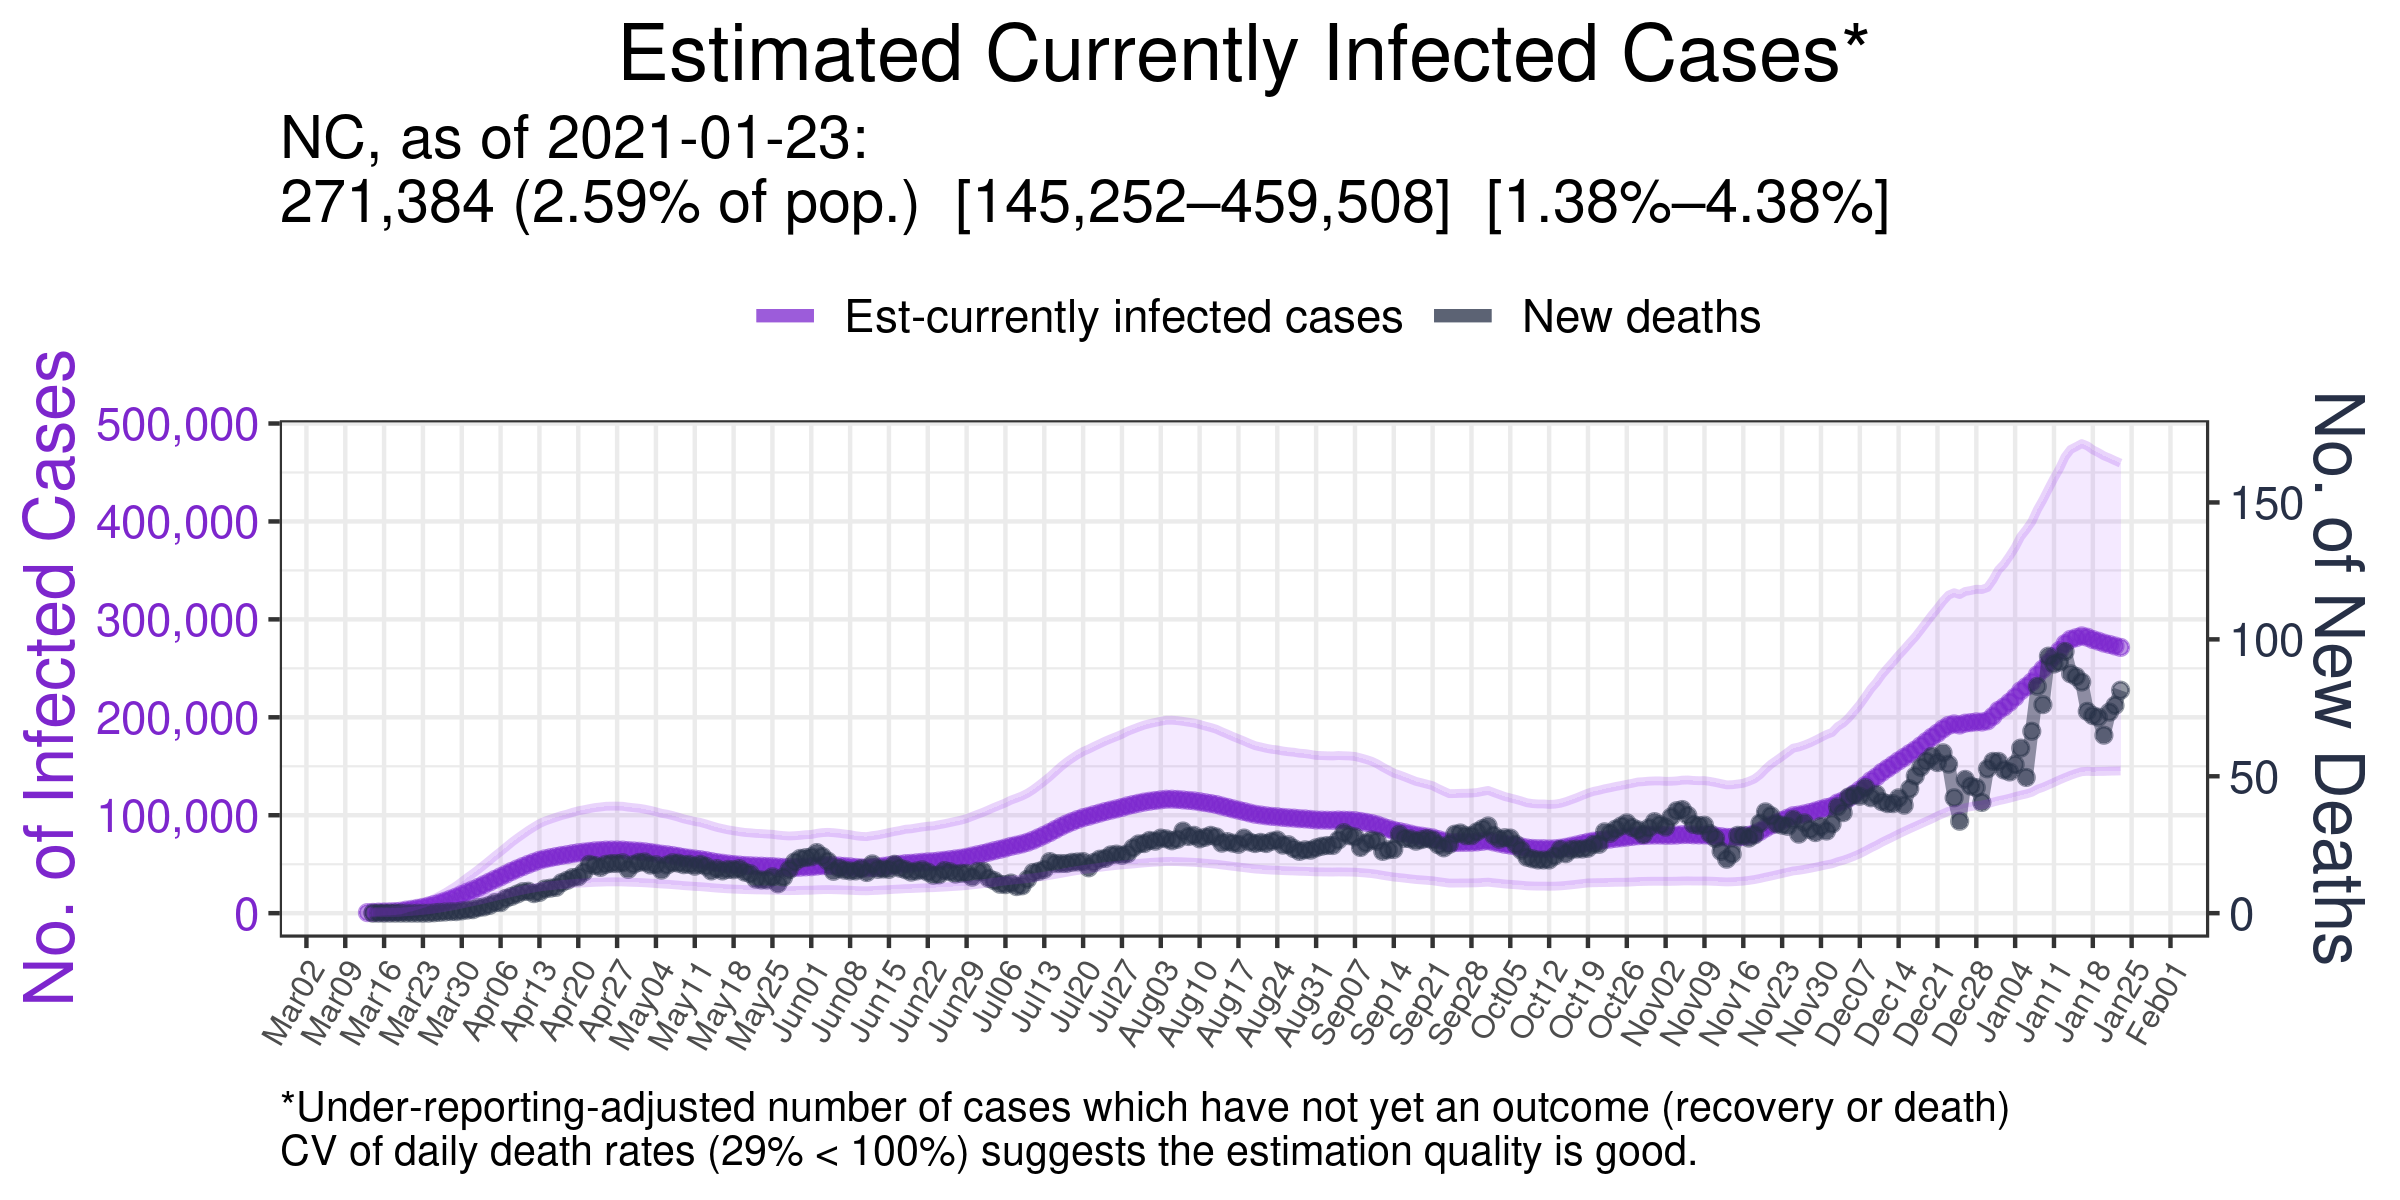 Estimated Currently Infected Cases*
NC, as of 2021-01-23:
271,384 (2.59% of pop.)  [145,252–459,508]  [1.38%–4.38%]
Est-currently infected cases
New deaths
No. of Infected Cases
500,000
400,000
300,000
200,000
100,000
0
150
100
50
0
No. of New Deaths
Mar02
Mar09
Mar16
Mar23
Mar30
Apr06
Apr13
Apr20
Apr27
May04
May11
May18
May25
Jun01
Jun08
Jun15
Jun22
Jun29
Jul06
Jul13
Jul20
Jul27
Aug03
Aug10
Aug17
Aug24
Aug31
Sep07
Sep14
Sep21
Sep28
Oct05
Oct12
Oct19
Oct26
Nov02
Nov09
Nov16
Nov23
Nov30
Dec07
Dec14
Dec21
Dec28
Jan04
Jan11
Jan18
Jan25
Feb01
*Under-reporting-adjusted number of cases which have not yet an outcome (recovery or death)
CV of daily death rates (29% < 100%) suggests the estimation quality is good.